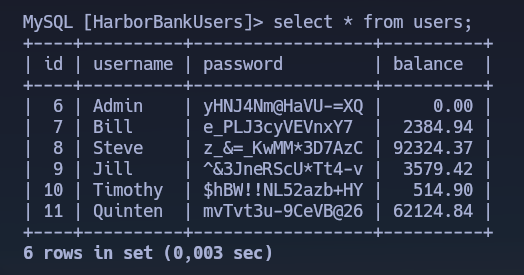 MySQL [HarborBankUsers]> select * from users;
+----+----------+------------------+----------+
| id | username | password         | balance  |
+----+----------+------------------+----------+
|  6 | Admin    | yHNJ4Nm@HaVU-=XQ |     0.00 |
|  7 | Bill     | e_PLJ3cyVEVnxY7  |  2384.94 |
|  8 | Steve    | z_&=_KwMM*3D7AzC | 92324.37 |
|  9 | Jill     | ^&3JneRScU*Tt4-v |  3579.42 |
| 10 | Timothy  | $hBW!!NL52azb+HY |   514.90 |
| 11 | Quinten  | mvTvt3u-9CeVB@26 | 62124.84 |
+----+----------+------------------+----------+
6 rows in set (0,003 sec)